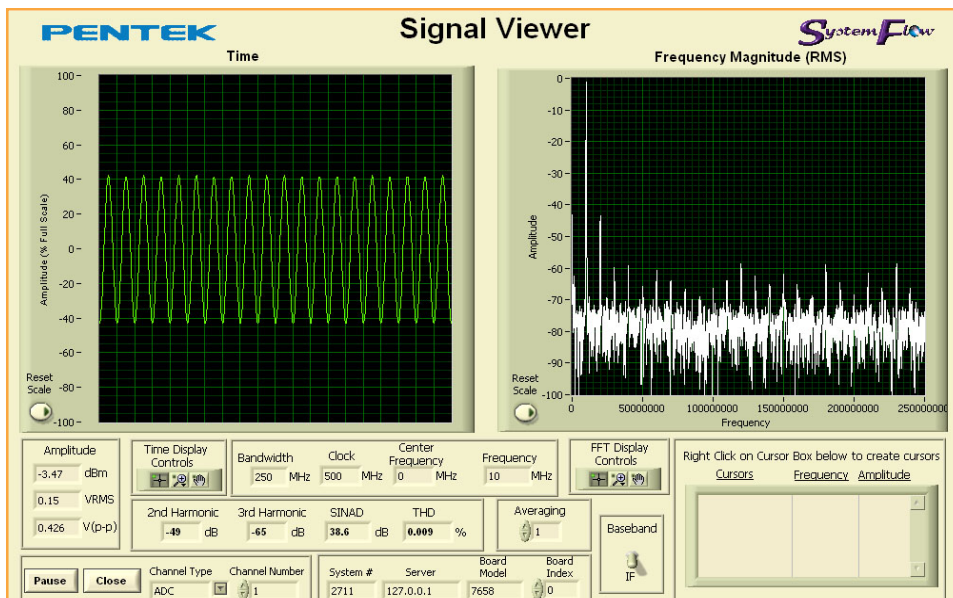 PENTEK
Signal Viewer
SystemFlow
Time
Frequency Magnitude (RMS)
Amplitude (% Full Scale)
100
80
60
40
20
0
-20
-40
-60
-80
-100
Reset
Scale
Amplitude
0
-10
-20
-30
-40
-50
-60
-70
-80
-90
-100
Reset
Scale
0 50000000 100000000 150000000 200000000 250000000
Frequency
Amplitude
-3.47 dBm
0.15 VRMS
0.426 V(p-p)
Time Display
Controls
Bandwidth
250 MHz
Clock
500 MHz
Center
Frequency
0 MHz
Frequency
10 MHz
FFT Display
Controls
2nd Harmonic
-49 dB
3rd Harmonic
-65 dB
SINAD
38.6 dB
THD
0.009 %
Averaging
1
Baseband
IF
Right Click on Cursor Box below to create cursors
Cursors Frequency Amplitude
Pause
Close
Channel Type
ADC
Channel Number
1
System #
2711
Server
127.0.0.1
Board
Model
7658
Board
Index
0